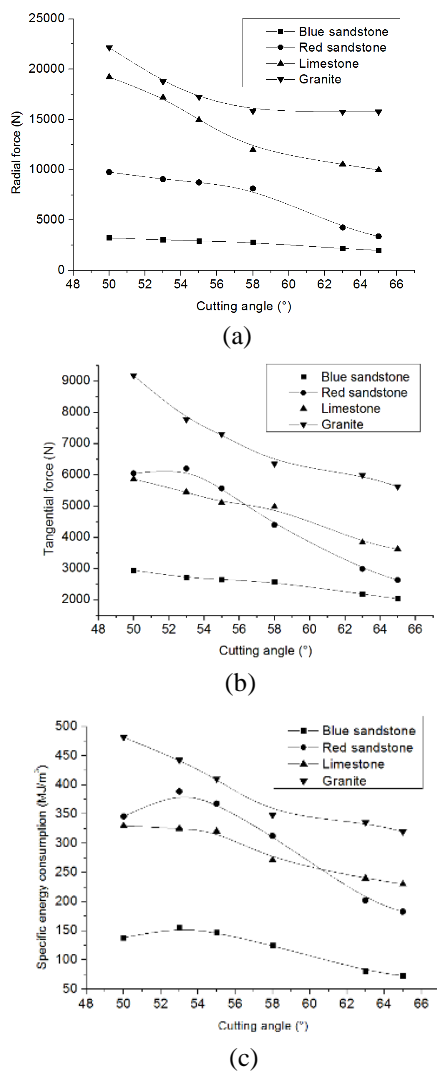 Blue sandstone
Red sandstone
Limestone
Granite
25000
20000
15000
10000
5000
0
Radial force (N)
48 50 52 54 56 58 60 62 64 66
Cutting angle (°)
(a)
Blue sandstone
Red sandstone
Limestone
Granite
9000
8000
7000
6000
5000
4000
3000
2000
Tangential force (N)
48 50 52 54 56 58 60 62 64 66
Cutting angle (°)
(b)
Blue sandstone
Red sandstone
Limestone
Granite
500
450
400
350
300
250
200
150
100
50
Specific energy consumption (MJ/m³)
48 50 52 54 56 58 60 62 64 66
Cutting angle (°)
(c)